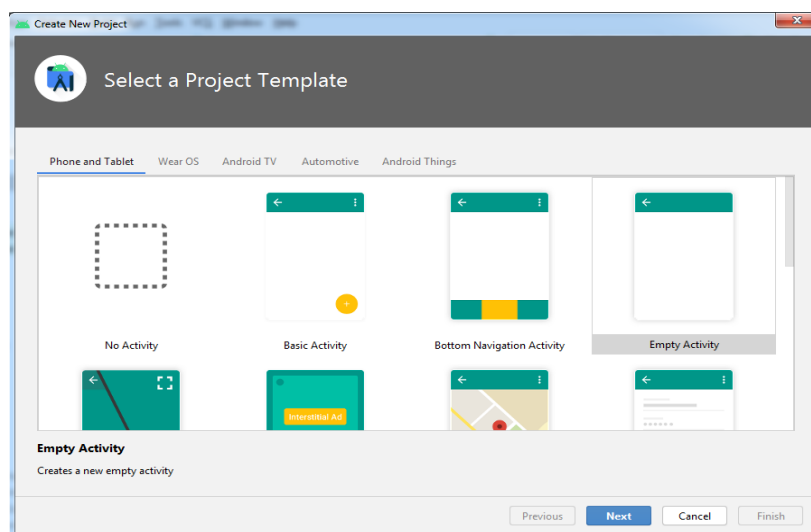 Create New Project
Select a Project Template
Phone and Tablet Wear OS Android TV Automotive Android Things
No Activity Basic Activity Bottom Navigation Activity Empty Activity
Interstitial Ad
Empty Activity
Creates a new empty activity
Previous Next Cancel Finish